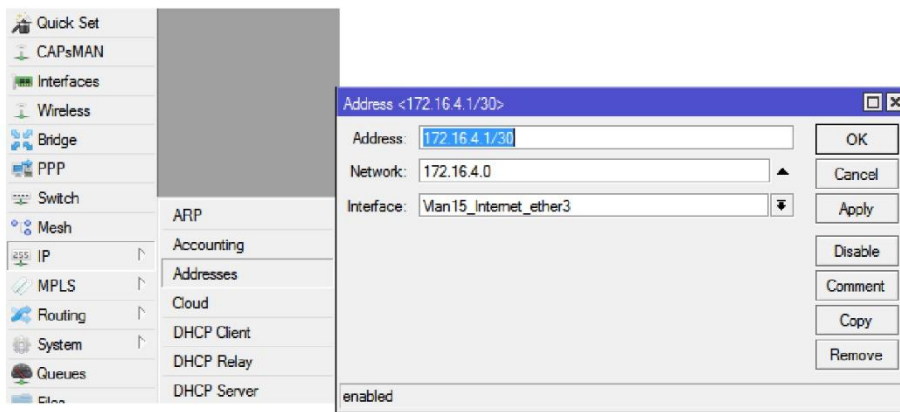 Quick Set
CAPsMAN
Interfaces
Wireless
Bridge
PPP
Switch
Mesh
IP
MPLS
Routing
System
Queues
Files
ARP
Accounting
Addresses
Cloud
DHCP Client
DHCP Relay
DHCP Server
Address <172.16.4.1/30>
Address: 172.16.4.1/30
Network: 172.16.4.0
Interface: Vlan15_Internet_ether3
OK
Cancel
Apply
Disable
Comment
Copy
Remove
enabled